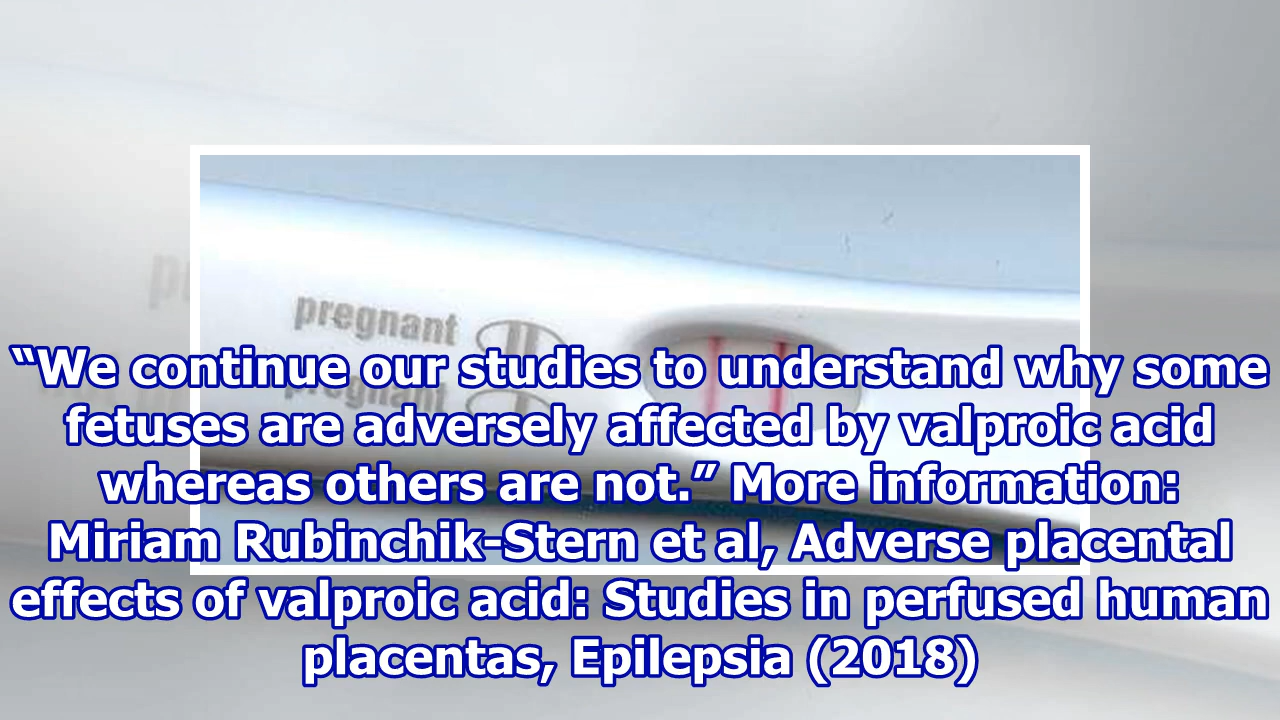 pregnant
pregnant
“We continue our studies to understand why some
fetuses are adversely affected by valproic acid
whereas others are not.” More information:
Miriam Rubinchik-Stern et al, Adverse placental
effects of valproic acid: Studies in perfused human
placentas, Epilepsia (2018)